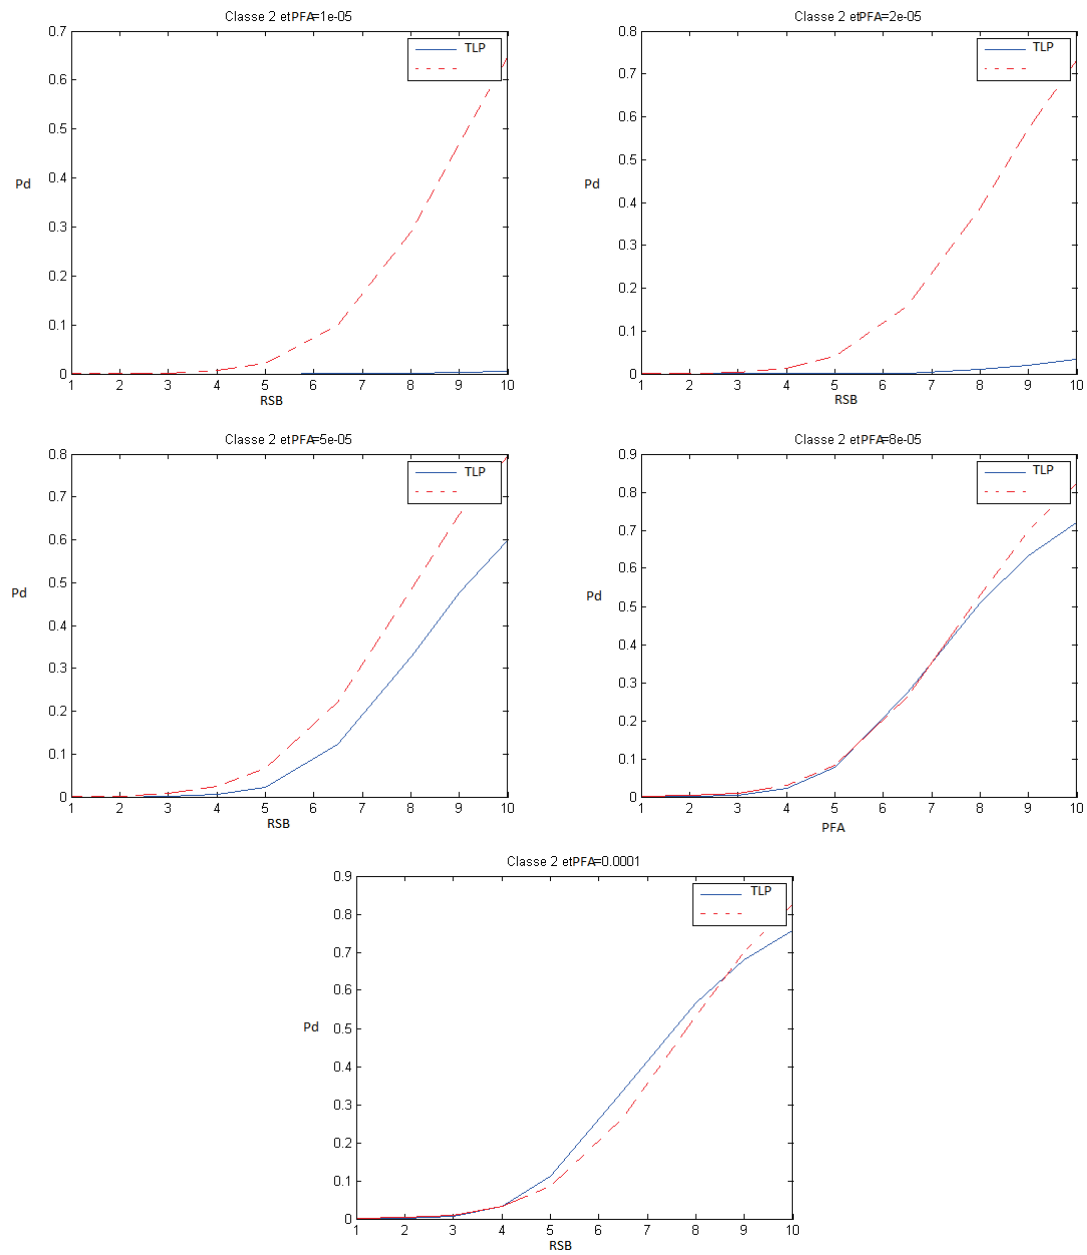 Classe 2 etPFA=1e-05
0.7
0.6
0.5
0.4
0.3
0.2
0.1
0
Pd
TLP
1 2 3 4 5 6 7 8 9 10
RSB
Classe 2 etPFA=2e-05
0.8
0.7
0.6
0.5
0.4
0.3
0.2
0.1
0
Pd
TLP
1 2 3 4 5 6 7 8 9 10
RSB
Classe 2 etPFA=5e-05
0.8
0.7
0.6
0.5
0.4
0.3
0.2
0.1
0
Pd
TLP
1 2 3 4 5 6 7 8 9 10
RSB
Classe 2 etPFA=8e-05
0.9
0.8
0.7
0.6
0.5
0.4
0.3
0.2
0.1
0
Pd
TLP
1 2 3 4 5 6 7 8 9 10
PFA
Classe 2 etPFA=0.0001
0.9
0.8
0.7
0.6
0.5
0.4
0.3
0.2
0.1
0
Pd
TLP
1 2 3 4 5 6 7 8 9 10
RSB